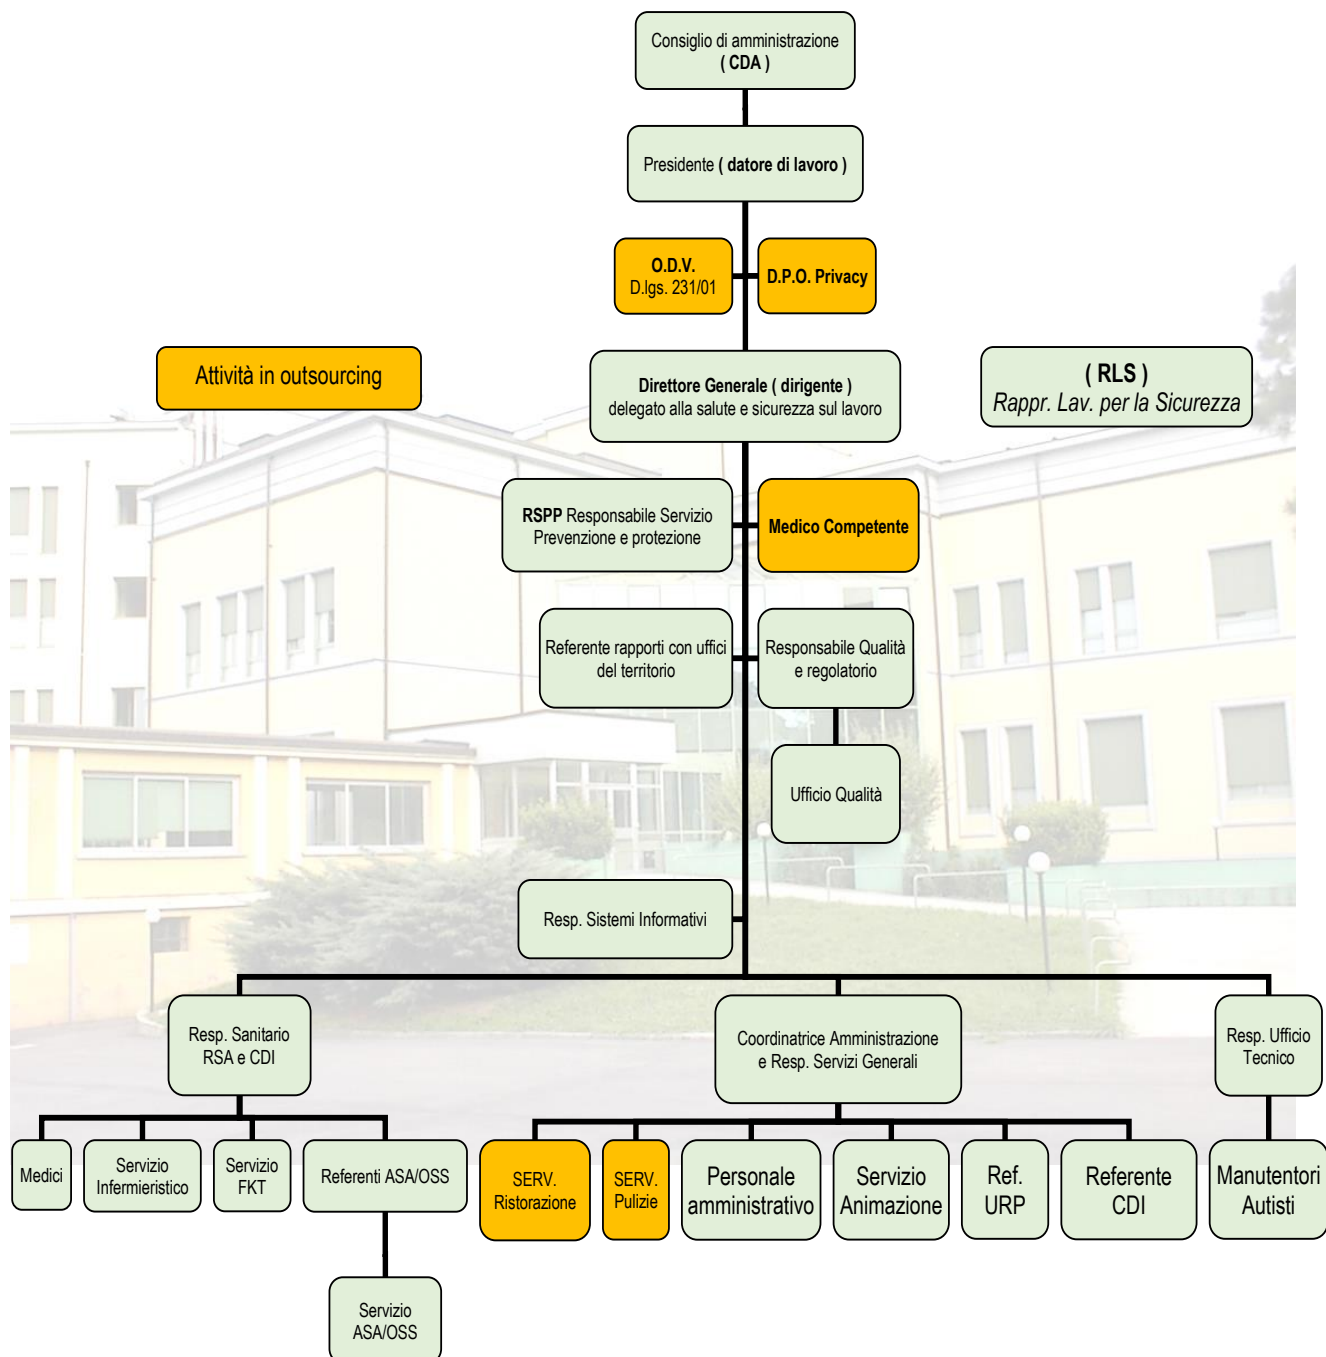 Consiglio di amministrazione
( CDA )
Presidente ( datore di lavoro )
O.D.V.
D.lgs. 231/01
D.P.O. Privacy
Attività in outsourcing
Direttore Generale ( dirigente )
delegato alla salute e sicurezza sul lavoro
( RLS )
Rappr. Lav. per la Sicurezza
RSPP Responsabile Servizio
Prevenzione e protezione
Medico Competente
Referente rapporti con uffici
del territorio
Responsabile Qualità
e regolatorio
Ufficio Qualità
Resp. Sistemi Informativi
Resp. Sanitario
RSA e CDI
Coordinatrice Amministrazione
e Resp. Servizi Generali
Resp. Ufficio
Tecnico
Medici
Servizio
Infermieristico
Servizio
FKT
Referenti ASA/OSS
SERV.
Ristorazione
SERV.
Pulizie
Personale
amministrativo
Servizio
Animazione
Ref.
URP
Referente
CDI
Manutentori
Autisti
Servizio
ASA/OSS